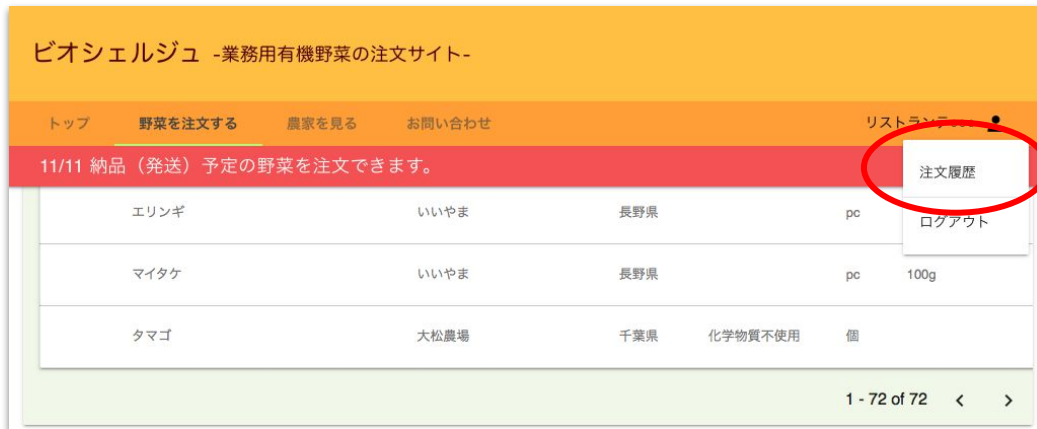 ビオシェルジュ -業務用有機野菜の注文サイト-
トップ 野菜を注文する 農家を見る お問い合わせ リストランテ
11/11 納品（発送）予定の野菜を注文できます。
注文履歴
ログアウト
エリンギ いいやま 長野県 pc
マイタケ いいやま 長野県 pc 100g
タマゴ 大松農場 千葉県 化学物質不使用 個
1 - 72 of 72 < >